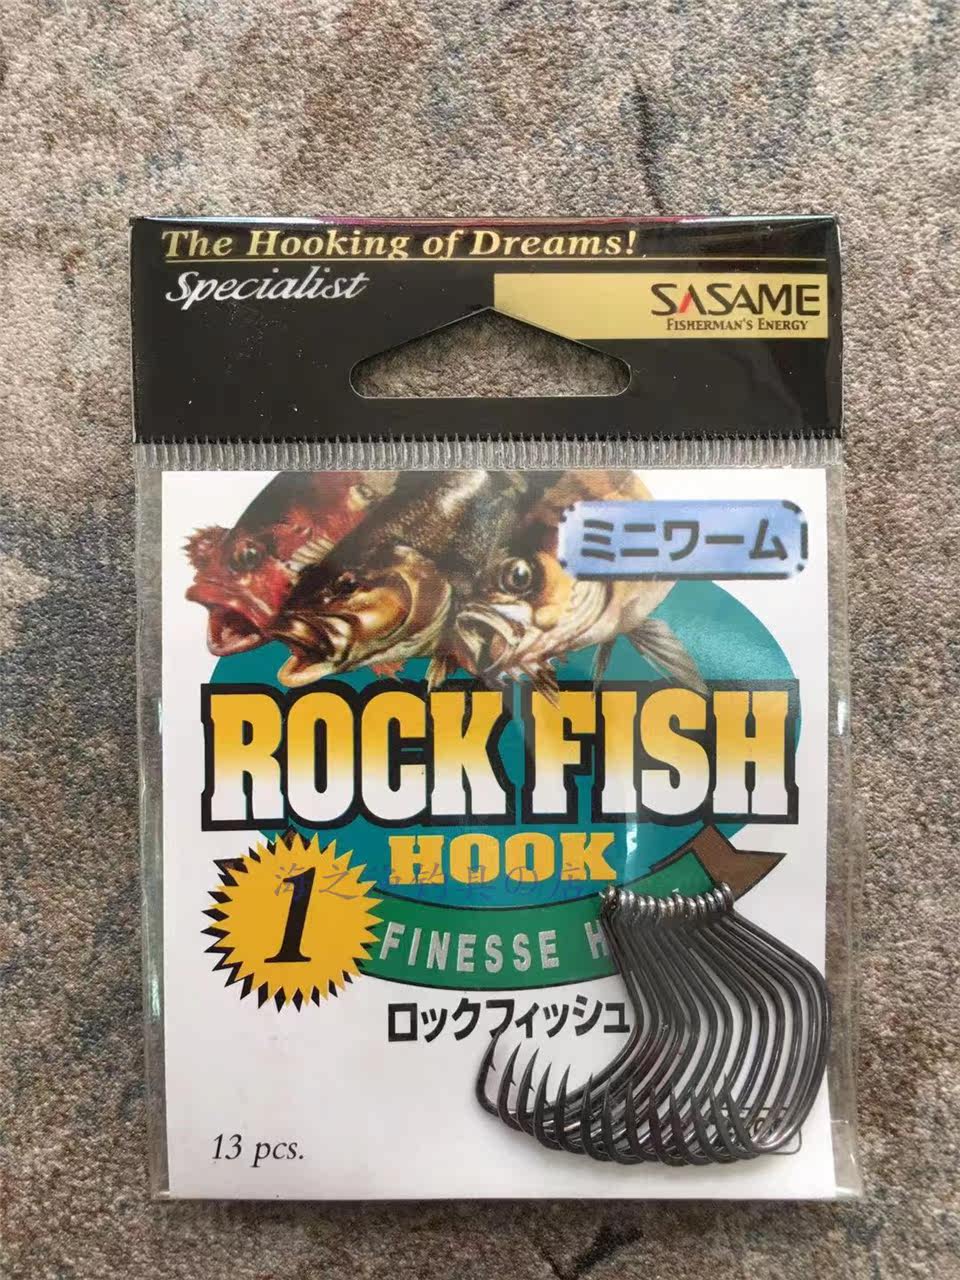 The Hooking of Dreams!
Specialist
SASAME
FISHERMAN'S ENERGY
ミニワーム
ROCK FISH
HOOK
1
FINESSE
ロックフィッシュ
13 pcs.